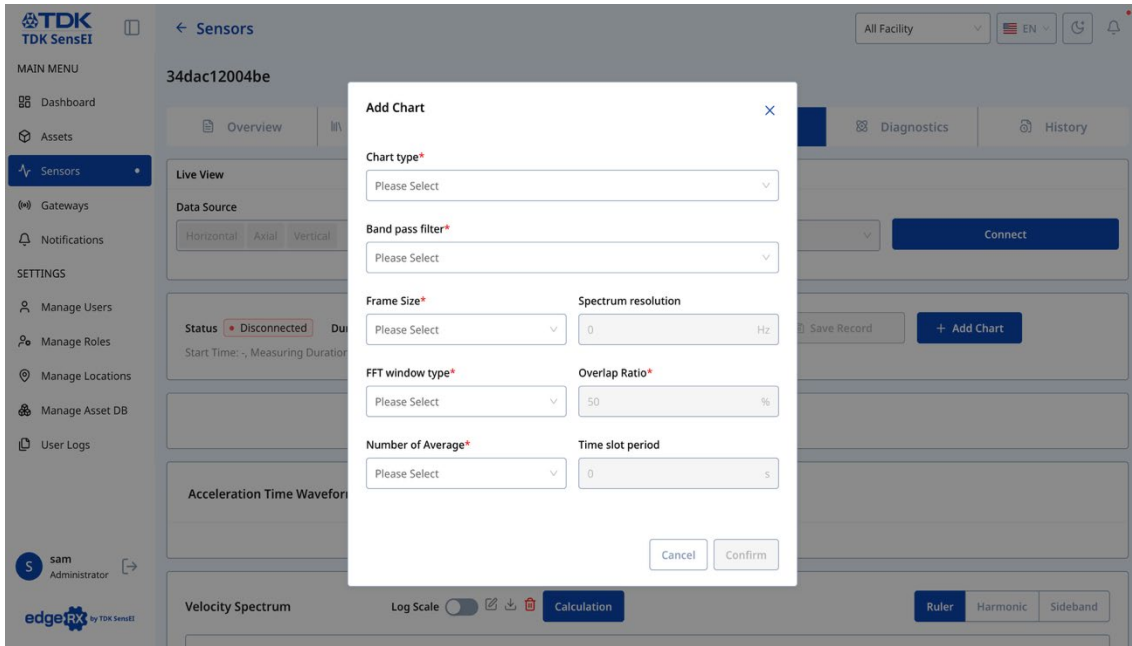 TDK
TDK SensEI
MAIN MENU
Dashboard
Assets
Sensors
Gateways
Notifications
SETTINGS
Manage Users
Manage Roles
Manage Locations
Manage Asset DB
User Logs
S
sam
Administrator
edgeRX by TDK SensEI
Sensors
All Facility
EN
34dac12004be
Overview
Diagnostics
History
Live View
Data Source
Horizontal Axial Vertical
Connect
Status Disconnected
Save Record
+ Add Chart
Start Time: -, Measuring Duration
Acceleration Time
Velocity Spectrum
Log Scale
Calculation
Ruler Harmonic Sideband
Add Chart
Chart type*
Please Select
Band pass filter*
Please Select
Frame Size* Spectrum resolution
Please Select 0 Hz
FFT window type* Overlap Ratio*
Please Select 50 %
Number of Average* Time slot period
Please Select 0 s
Cancel Confirm